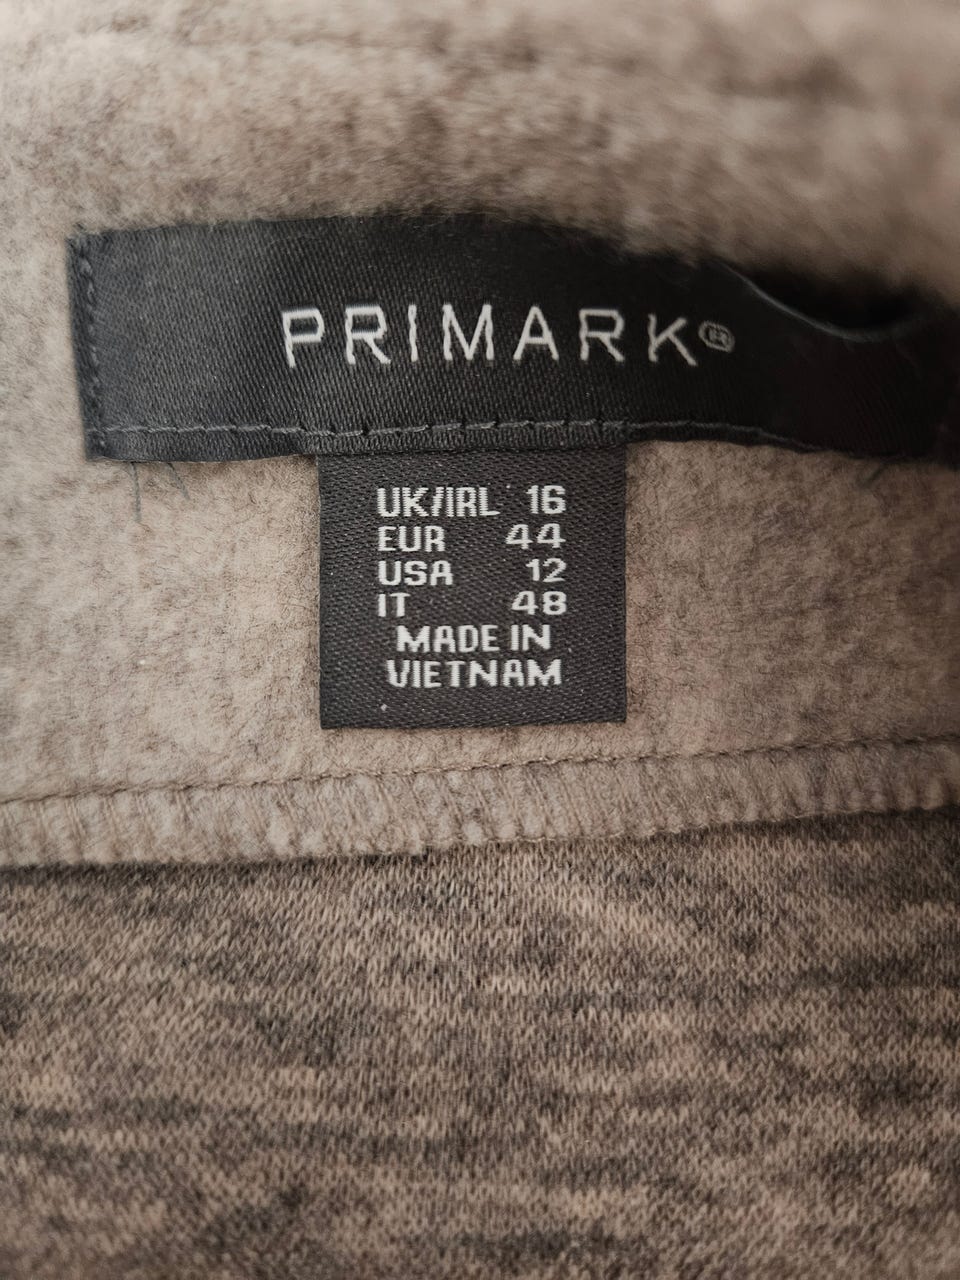 PRIMARK®
UK/IRL 16
EUR 44
USA 12
IT 48
MADE IN
VIETNAM